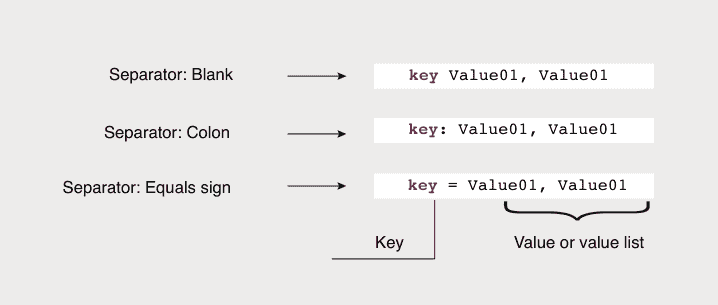 Separator: Blank key Value01, Value01
Separator: Colon key: Value01, Value01
Separator: Equals sign key = Value01, Value01
Key Value or value list